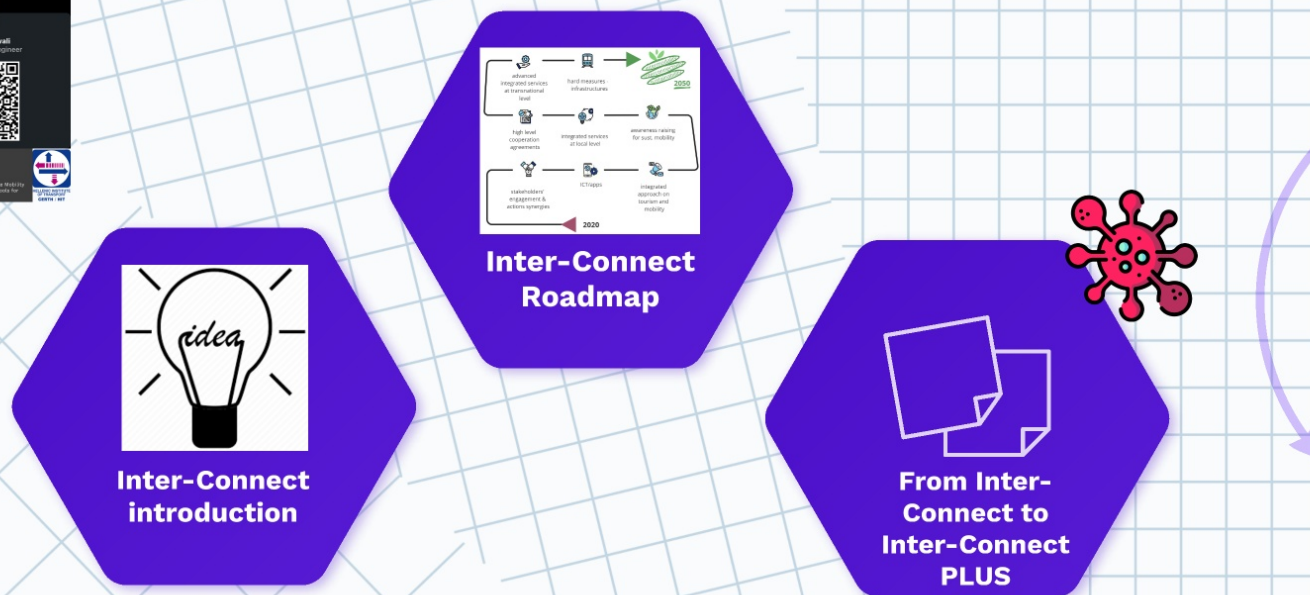 advanced
integrated services
at transnational
level
hard measures -
infrastructures
2050
high level
cooperation
agreements
integrated services
at local level
awareness raising
for sust. mobility
stakeholders'
engagement &
actions synergies
ICT/apps
integrated
approach on
tourism and
mobility
2020
Inter-Connect
Roadmap
idea
Inter-Connect
introduction
From Inter-
Connect to
Inter-Connect
PLUS
HELLENIC INSTITUTE
OF TRANSPORT
CERTH / HIT